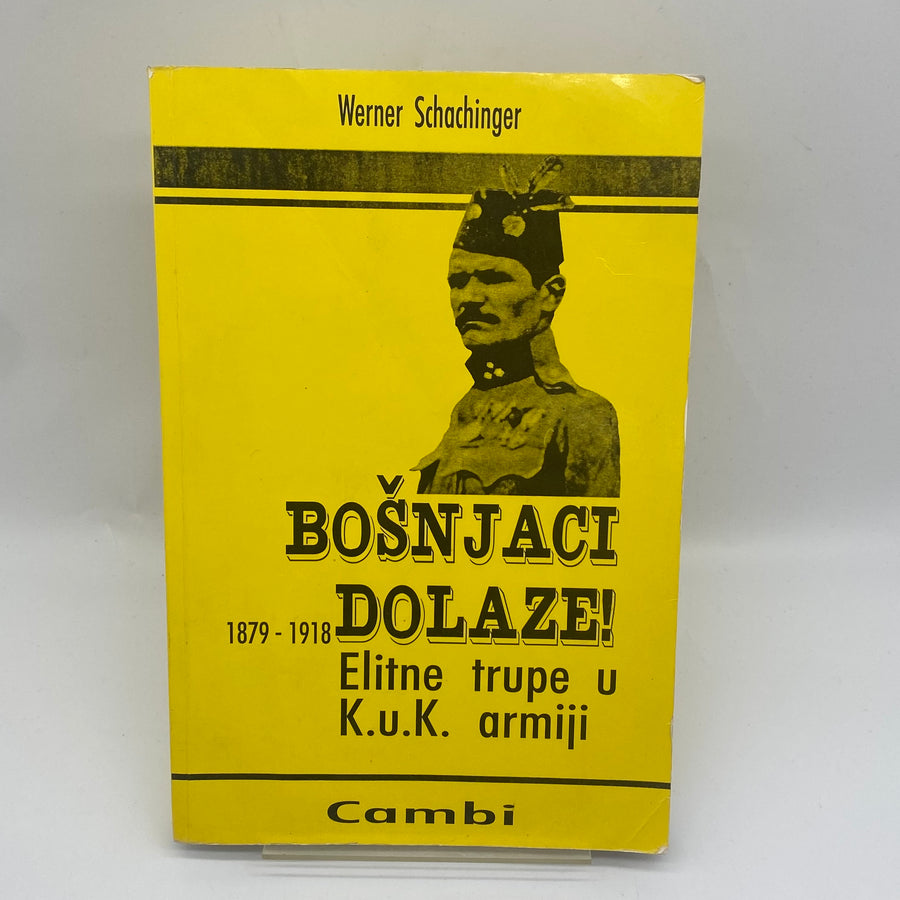 Werner Schachinger
BOŠNJACI
1879 - 1918 DOLAZE!
Elitne trupe u
K.u.K. armiji
Cambi